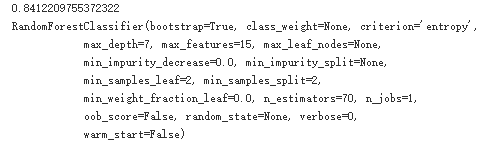 0.8412209755372322
RandomForestClassifier(bootstrap=True, class_weight=None, criterion='entropy',
max_depth=7, max_features=15, max_leaf_nodes=None,
min_impurity_decrease=0.0, min_impurity_split=None,
min_samples_leaf=2, min_samples_split=2,
min_weight_fraction_leaf=0.0, n_estimators=70, n_jobs=1,
oob_score=False, random_state=None, verbose=0,
warm_start=False)